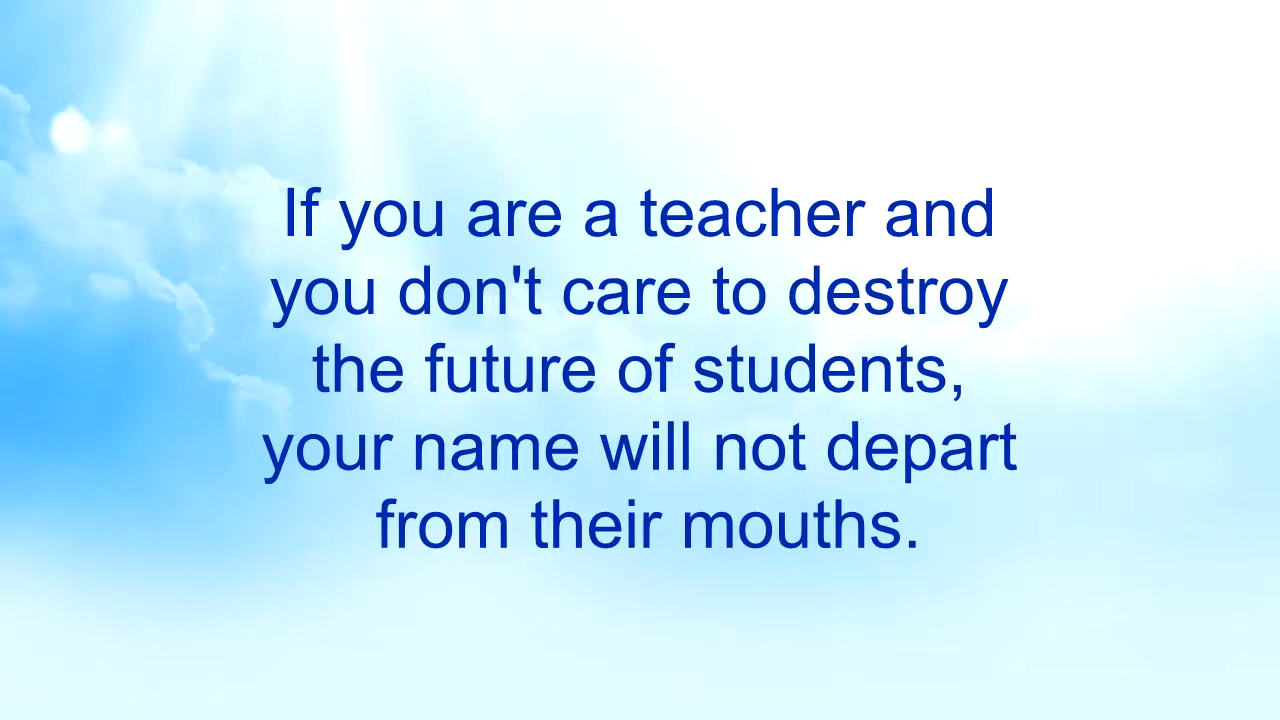 If you are a teacher and
you don't care to destroy
the future of students,
your name will not depart
from their mouths.